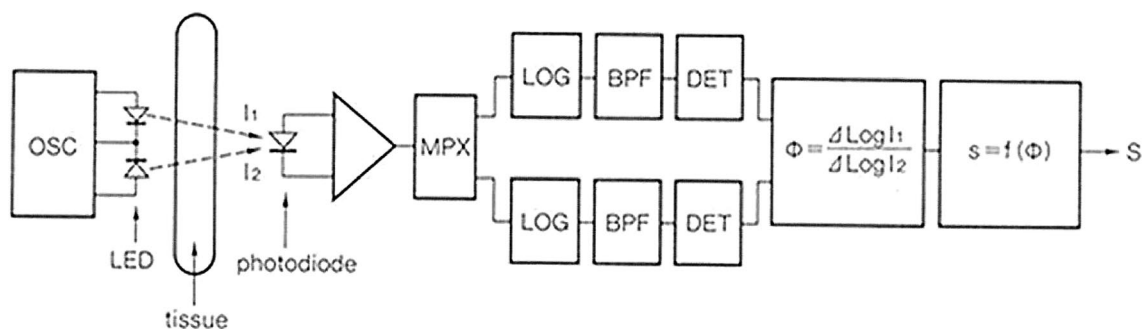 OSC
LED
tissue
I₁
I₂
photodiode
MPX
LOG
BPF
DET
LOG
BPF
DET
Φ = ΔLogI₁ / ΔLogI₂
s = f(Φ)
S